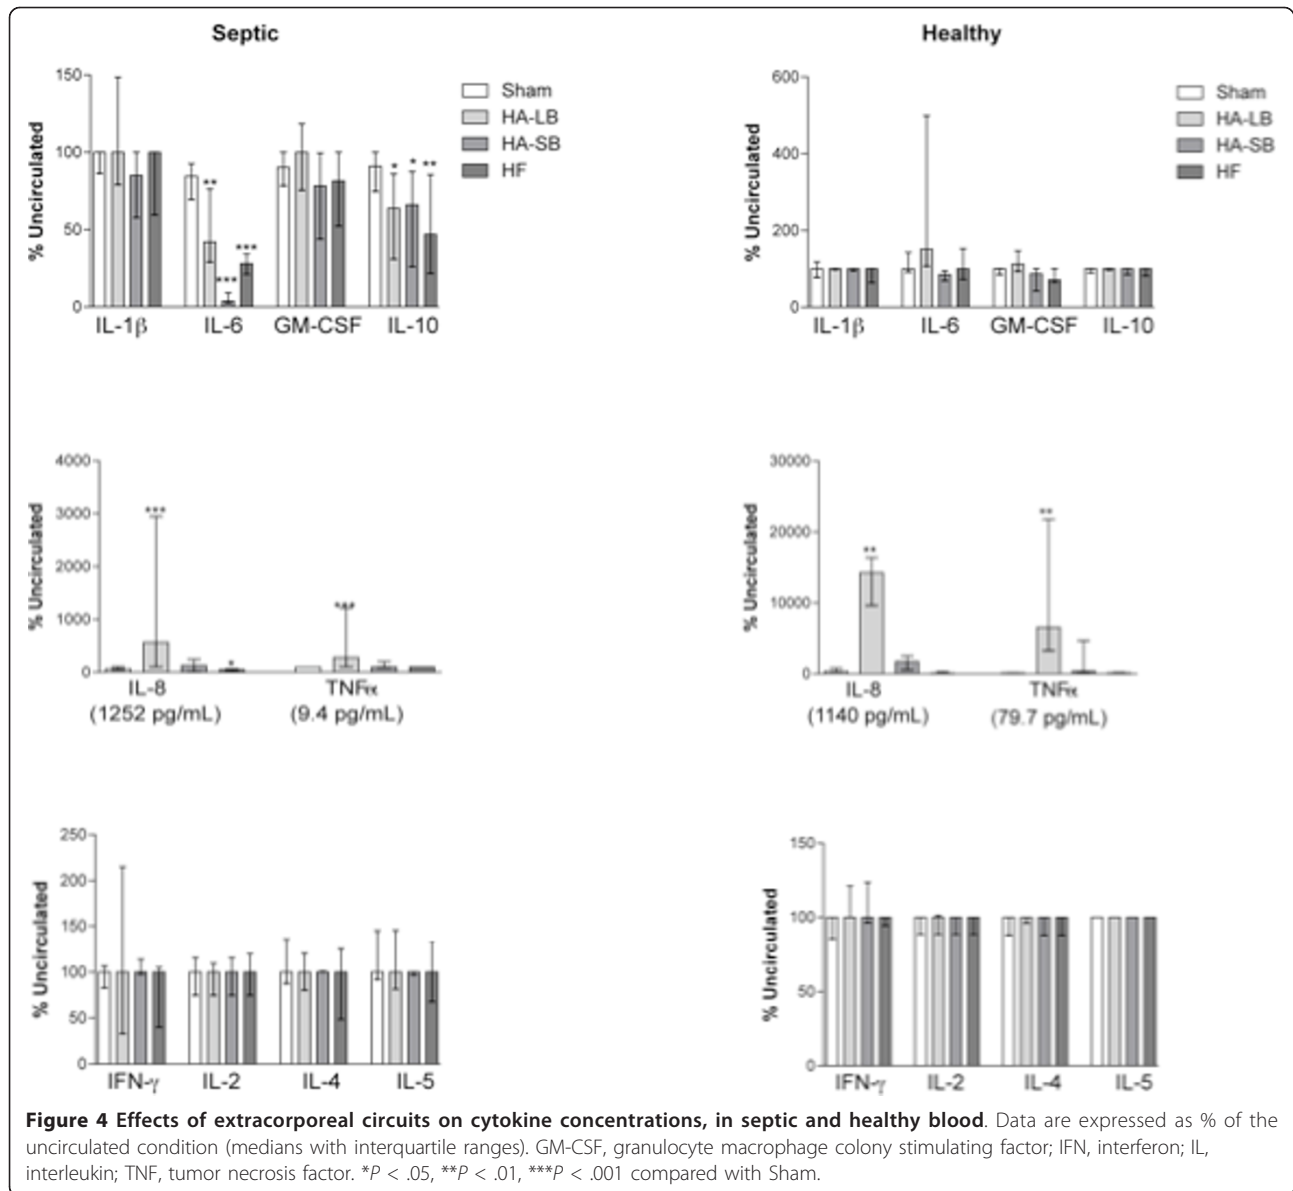 Septic
Healthy
150
100
50
0
% Uncirculated
**
***
***
*
*
**
IL-1β IL-6 GM-CSF IL-10
Sham
HA-LB
HA-SB
HF
600
400
200
0
% Uncirculated
IL-1β IL-6 GM-CSF IL-10
Sham
HA-LB
HA-SB
HF
4000
3000
2000
1000
0
% Uncirculated
***
*
***
IL-8
(1252 pg/mL)
(9.4 pg/mL)
30000
20000
10000
0
% Uncirculated
**
**
IL-8
(1140 pg/mL)
(79.7 pg/mL)
250
200
150
100
50
0
% Uncirculated
IFN-γ IL-2 IL-4 IL-5
150
100
50
0
% Uncirculated
IFN-γ IL-2 IL-4 IL-5
Figure 4 Effects of extracorporeal circuits on cytokine concentrations, in septic and healthy blood. Data are expressed as % of the
uncirculated condition (medians with interquartile ranges). GM-CSF, granulocyte macrophage colony stimulating factor; IFN, interferon; IL,
interleukin; TNF, tumor necrosis factor. *P < .05, **P < .01, ***P < .001 compared with Sham.